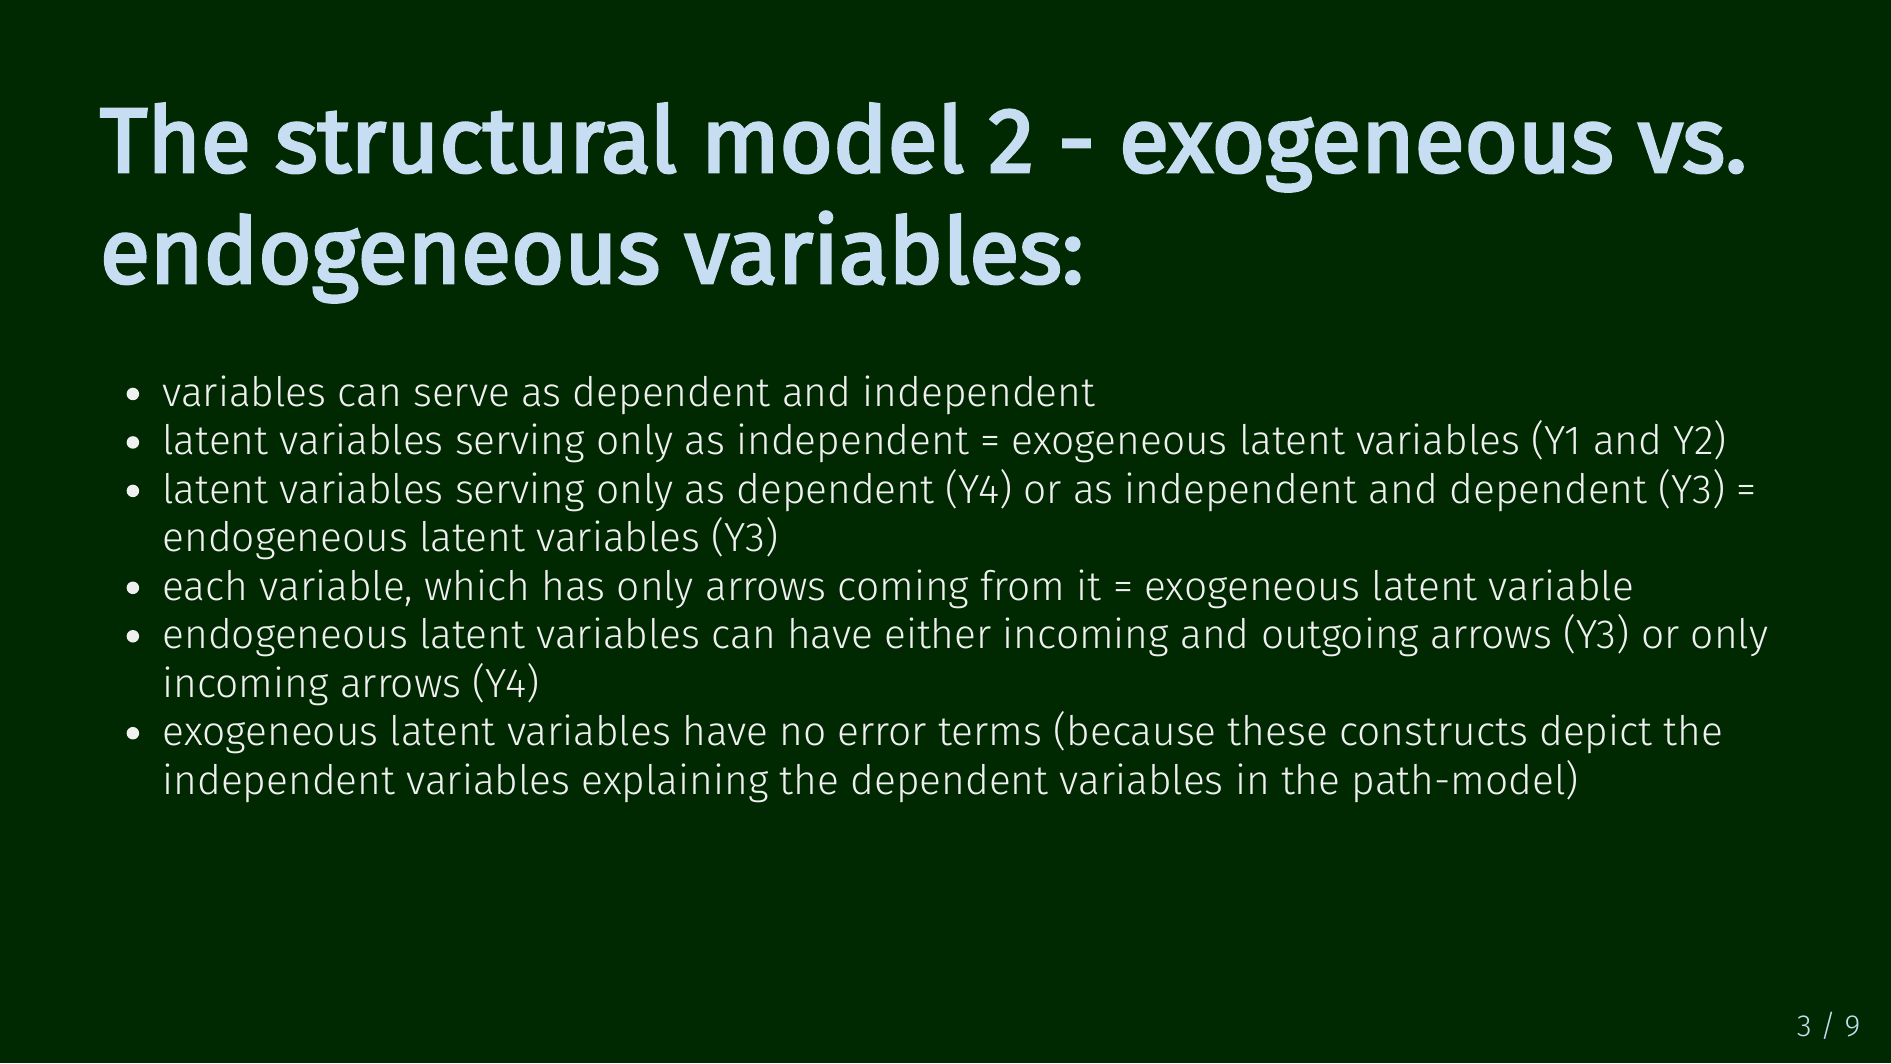 The structural model 2 - exogeneous vs.
endogeneous variables:
• variables can serve as dependent and independent
• latent variables serving only as independent = exogeneous latent variables (Y1 and Y2)
• latent variables serving only as dependent (Y4) or as independent and dependent (Y3) =
endogeneous latent variables (Y3)
• each variable, which has only arrows coming from it = exogeneous latent variable
• endogeneous latent variables can have either incoming and outgoing arrows (Y3) or only
incoming arrows (Y4)
• exogeneous latent variables have no error terms (because these constructs depict the
independent variables explaining the dependent variables in the path-model)
3 / 9